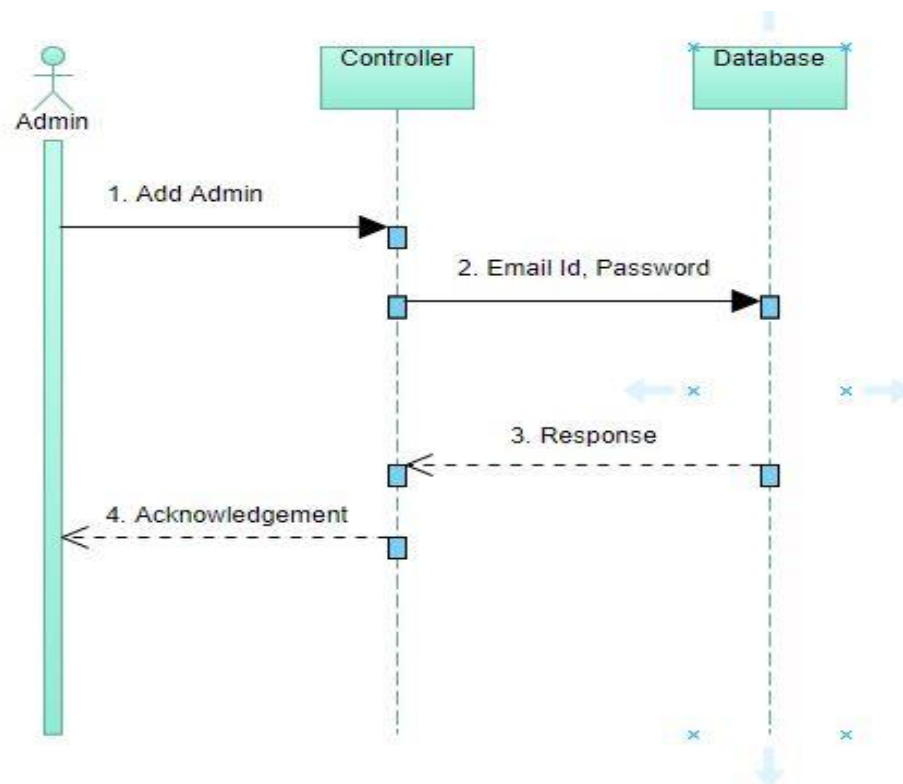 Controller
Database
Admin
1. Add Admin
2. Email Id, Password
3. Response
4. Acknowledgement